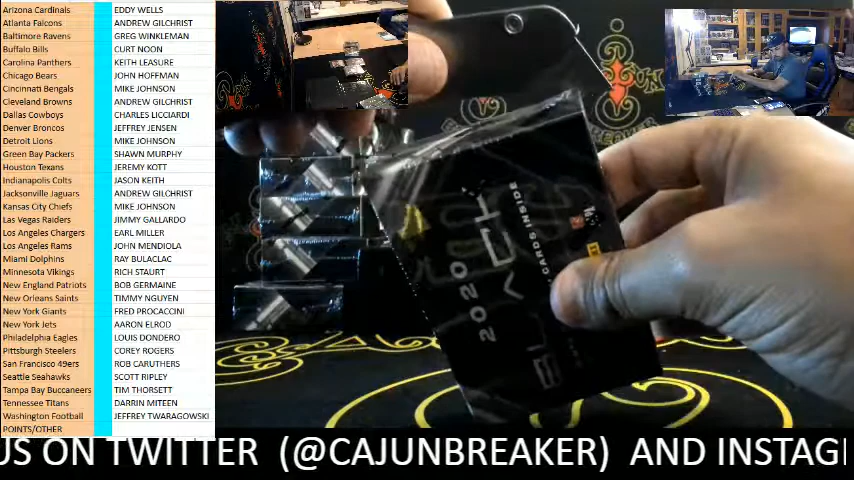 Arizona Cardinals EDDY WELLS
Atlanta Falcons ANDREW GILCHRIST
Baltimore Ravens GREG WINKLEMAN
Buffalo Bills CURT NOON
Carolina Panthers KEITH LEASURE
Chicago Bears JOHN HOFFMAN
Cincinnati Bengals MIKE JOHNSON
Cleveland Browns ANDREW GILCHRIST
Dallas Cowboys CHARLES LICCIARDI
Denver Broncos JEFFREY JENSEN
Detroit Lions MIKE JOHNSON
Green Bay Packers SHAWN MURPHY
Houston Texans JEREMY KOTT
Indianapolis Colts JASON KEITH
Jacksonville Jaguars ANDREW GILCHRIST
Kansas City Chiefs MIKE JOHNSON
Las Vegas Raiders JIMMY GALLARDO
Los Angeles Chargers EARL MILLER
Los Angeles Rams JOHN MENDIOLA
Miami Dolphins RAY BULACLAC
Minnesota Vikings RICH STAURT
New England Patriots BOB GERMAINE
New Orleans Saints TIMMY NGUYEN
New York Giants FRED PROCACCINI
New York Jets AARON ELROD
Philadelphia Eagles LOUIS DONDERO
Pittsburgh Steelers COREY ROGERS
San Francisco 49ers ROB CARUTHERS
Seattle Seahawks SCOTT RIPLEY
Tampa Bay Buccaneers TIM THORSETT
Tennessee Titans DARRIN MITEEN
Washington Football JEFFREY TWARAGOWSKI
POINTS/OTHER
2020
BLACK
CARDS INSIDE
US ON TWITTER (@CAJUNBREAKER) AND INSTAG